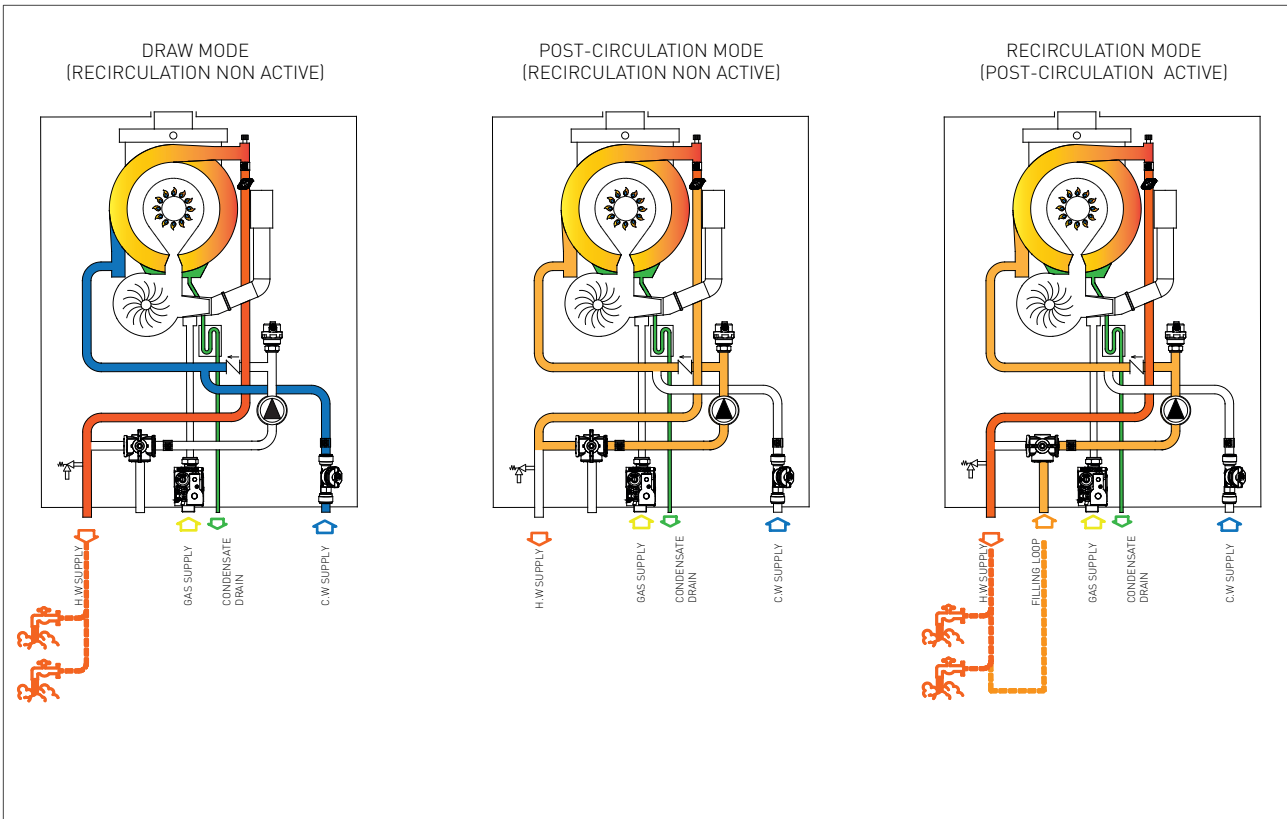 DRAW MODE
(RECIRCULATION NON ACTIVE)
H.W SUPPLY
GAS SUPPLY
CONDENSATE
DRAIN
C.W SUPPLY
POST-CIRCULATION MODE
(RECIRCULATION NON ACTIVE)
H.W SUPPLY
GAS SUPPLY
CONDENSATE
DRAIN
C.W SUPPLY
RECIRCULATION MODE
(POST-CIRCULATION ACTIVE)
H.W SUPPLY
FILLING LOOP
GAS SUPPLY
CONDENSATE
DRAIN
C.W SUPPLY